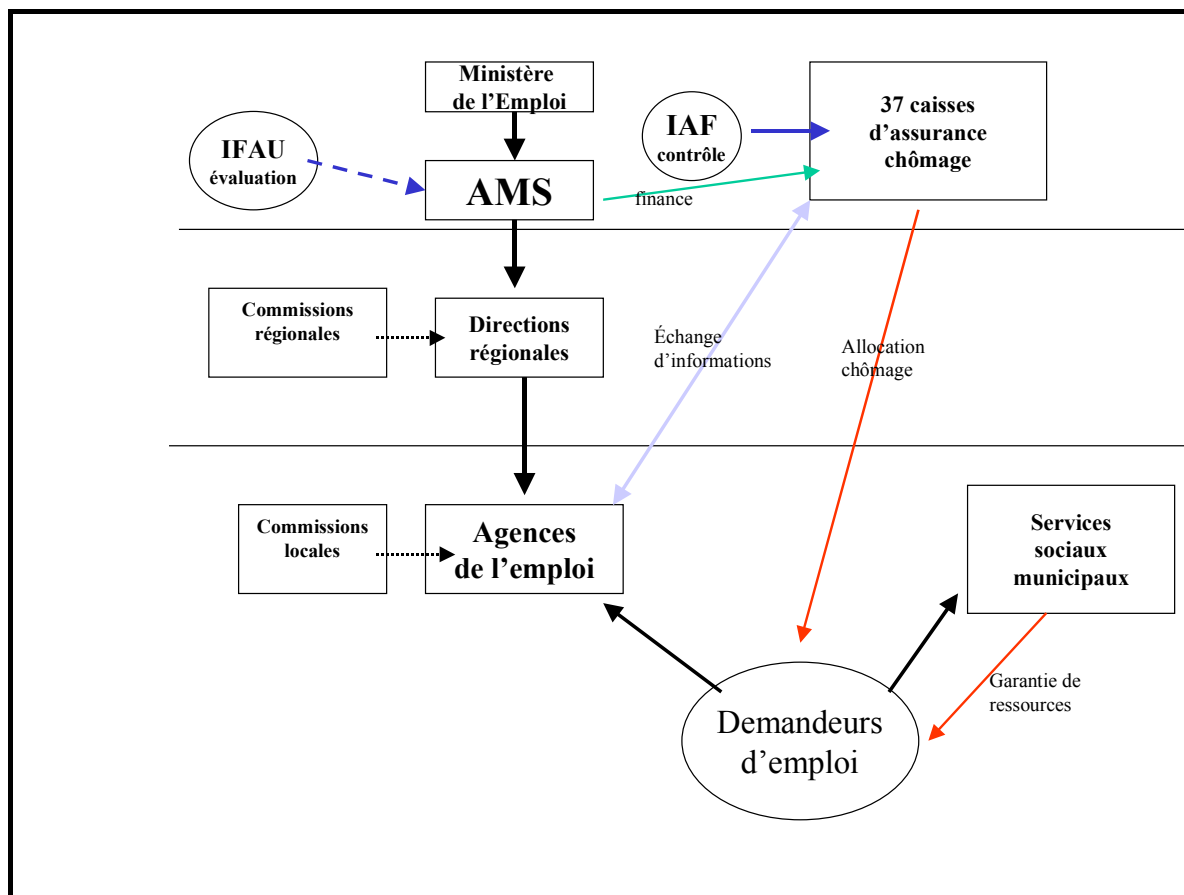 Ministère
de l’Emploi
IFAU
évaluation
AMS
IAF
contrôle
37 caisses
d’assurance
chômage
finance
Commissions
régionales
Directions
régionales
Échange
d’informations
Allocation
chômage
Commissions
locales
Agences
de l’emploi
Services
sociaux
municipaux
Demandeurs
d’emploi
Garantie de
ressources